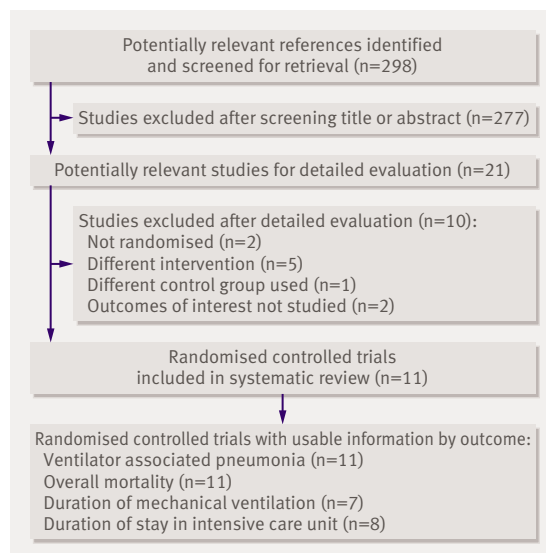 Potentially relevant references identified
and screened for retrieval (n=298)
Studies excluded after screening title or abstract (n=277)
Potentially relevant studies for detailed evaluation (n=21)
Studies excluded after detailed evaluation (n=10):
Not randomised (n=2)
Different intervention (n=5)
Different control group used (n=1)
Outcomes of interest not studied (n=2)
Randomised controlled trials
included in systematic review (n=11)
Randomised controlled trials with usable information by outcome:
Ventilator associated pneumonia (n=11)
Overall mortality (n=11)
Duration of mechanical ventilation (n=7)
Duration of stay in intensive care unit (n=8)